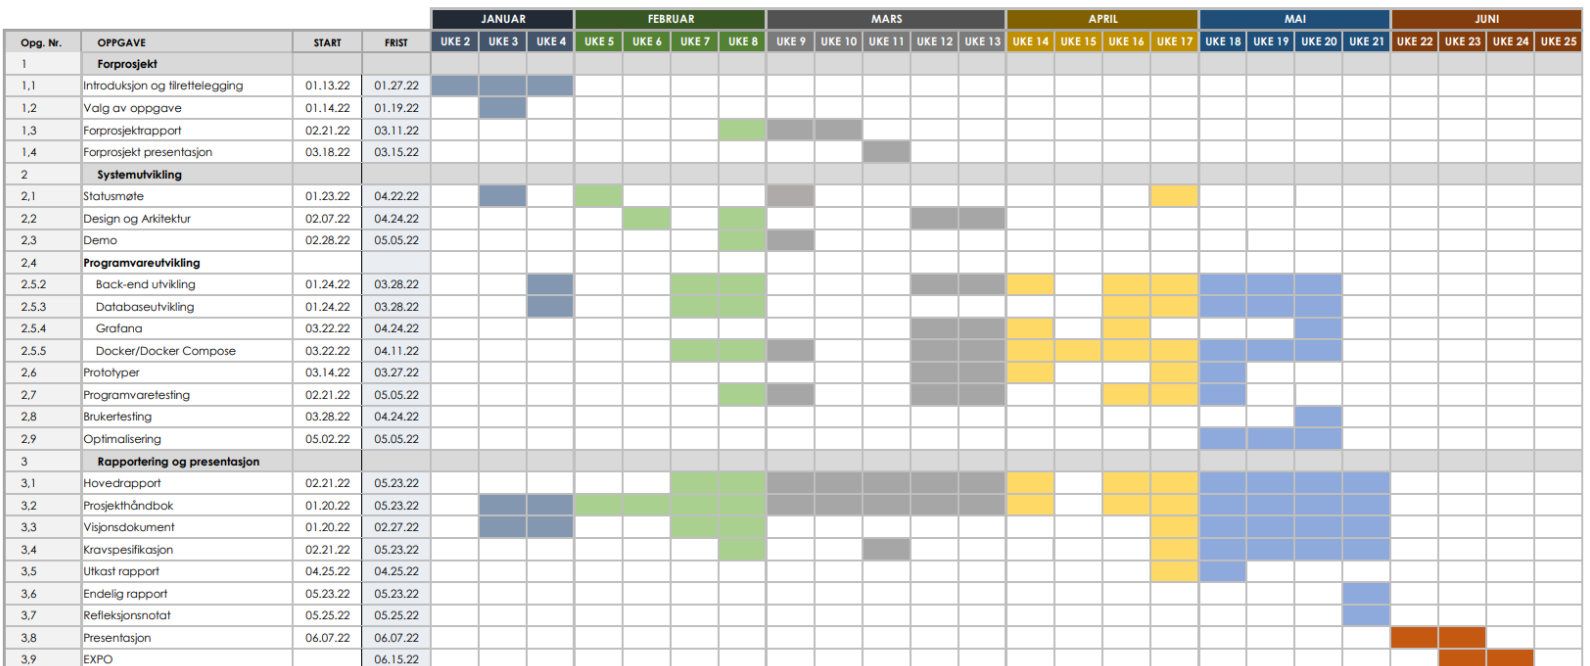 JANUAR FEBRUAR MARS APRIL MAI JUNI
Opg. Nr. OPPGAVE START FRIST UKE 2 UKE 3 UKE 4 UKE 5 UKE 6 UKE 7 UKE 8 UKE 9 UKE 10 UKE 11 UKE 12 UKE 13 UKE 14 UKE 15 UKE 16 UKE 17 UKE 18 UKE 19 UKE 20 UKE 21 UKE 22 UKE 23 UKE 24 UKE 25
1 Forprosjekt
1,1 Introduksjon og tilrettelegging 01.13.22 01.27.22
1,2 Valg av oppgave 01.14.22 01.19.22
1,3 Forprosjektrapport 02.21.22 03.11.22
1,4 Forprosjekt presentasjon 03.18.22 03.15.22
2 Systemutvikling
2,1 Statusmøte 01.23.22 04.22.22
2,2 Design og Arkitektur 02.07.22 04.24.22
2,3 Demo 02.28.22 05.05.22
2,4 Programvareutvikling
2.5.2 Back-end utvikling 01.24.22 03.28.22
2.5.3 Databaseutvikling 01.24.22 03.28.22
2.5.4 Grafana 03.22.22 04.24.22
2.5.5 Docker/Docker Compose 03.22.22 04.11.22
2,6 Prototyper 03.14.22 03.27.22
2,7 Programvaretesting 02.21.22 05.05.22
2,8 Brukertesting 03.28.22 04.24.22
2,9 Optimalisering 05.02.22 05.05.22
3 Rapportering og presentasjon
3,1 Hovedrapport 02.21.22 05.23.22
3,2 Prosjekthåndbok 01.20.22 05.23.22
3,3 Visjonsdokument 01.20.22 02.27.22
3,4 Kravspesifikasjon 02.21.22 05.23.22
3,5 Utkast rapport 04.25.22 04.25.22
3,6 Endelig rapport 05.23.22 05.23.22
3,7 Refleksjonsnotat 05.25.22 05.25.22
3,8 Presentasjon 06.07.22 06.07.22
3,9 EXPO 06.15.22